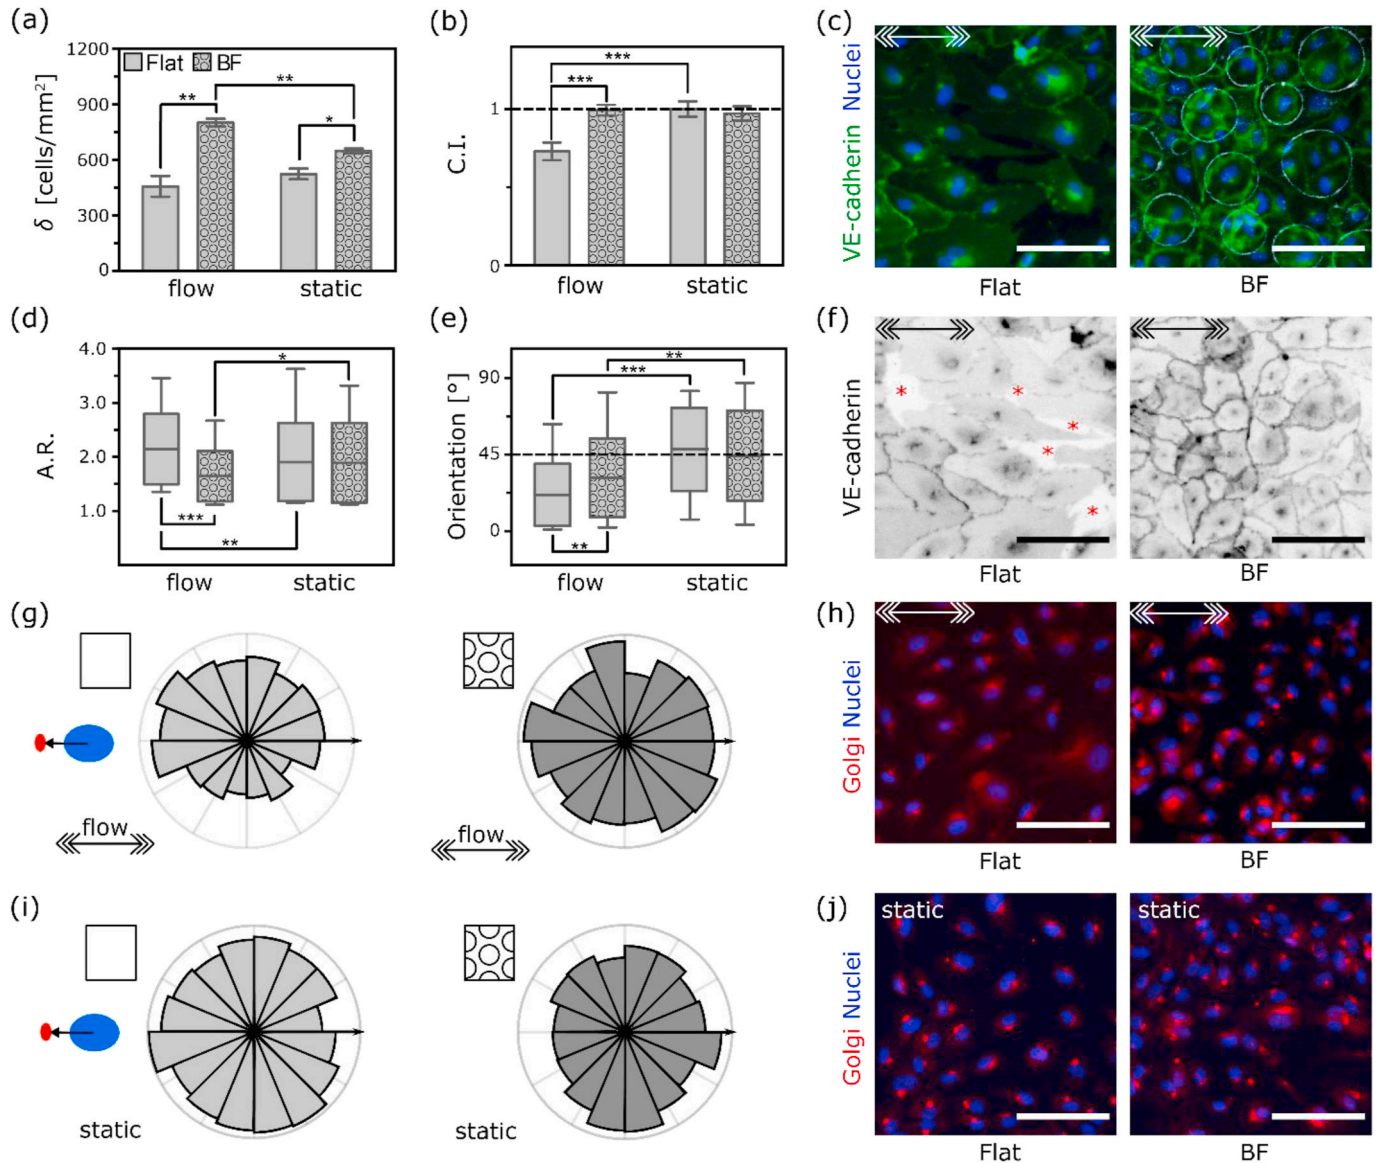 (a)
1200
900
600
300
0
δ [cells/mm²]
Flat BF
**
**
*
flow static
(b)
1
0
C.I.
***
***
flow static
(c)
VE-cadherin Nuclei
Flat BF
(d)
4.0
3.0
2.0
1.0
A.R.
*
***
**
flow static
(e)
90
45
0
Orientation [°]
**
***
**
flow static
(f)
VE-cadherin
*
*
*
*
*
Flat BF
(g)
flow
flow
(h)
Golgi Nuclei
Flat BF
(i)
static
static
(j)
Golgi Nuclei
static static
Flat BF